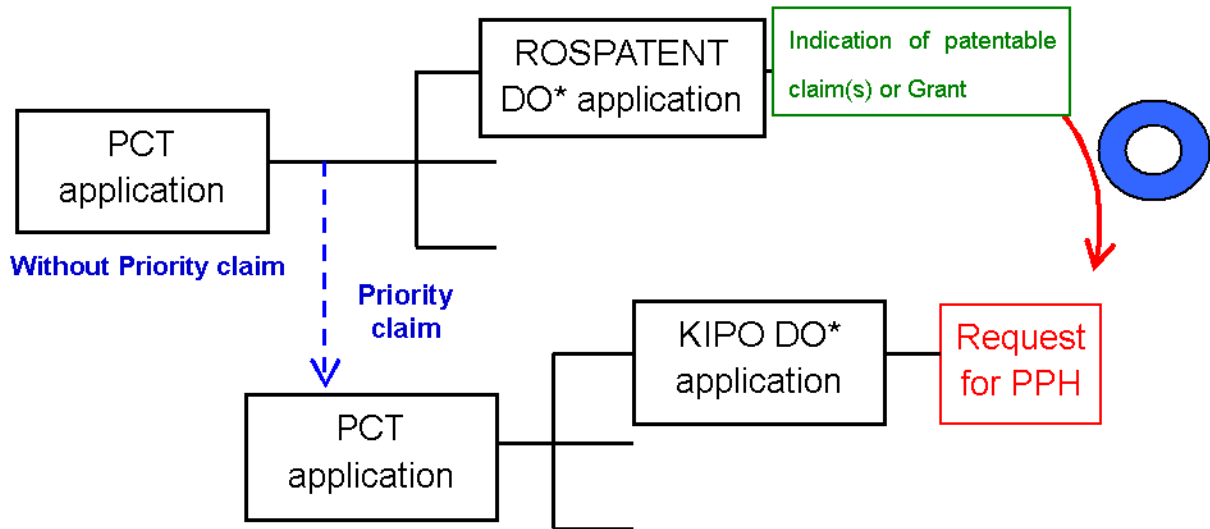 ROSPATENT
DO* application
Indication of patentable
claim(s) or Grant
PCT
application
Without Priority claim
Priority
claim
KIPO DO*
application
Request
for PPH
PCT
application